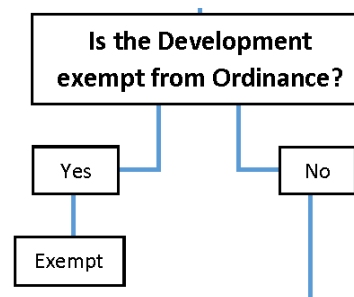 Is the Development
exempt from Ordinance?
Yes
No
Exempt